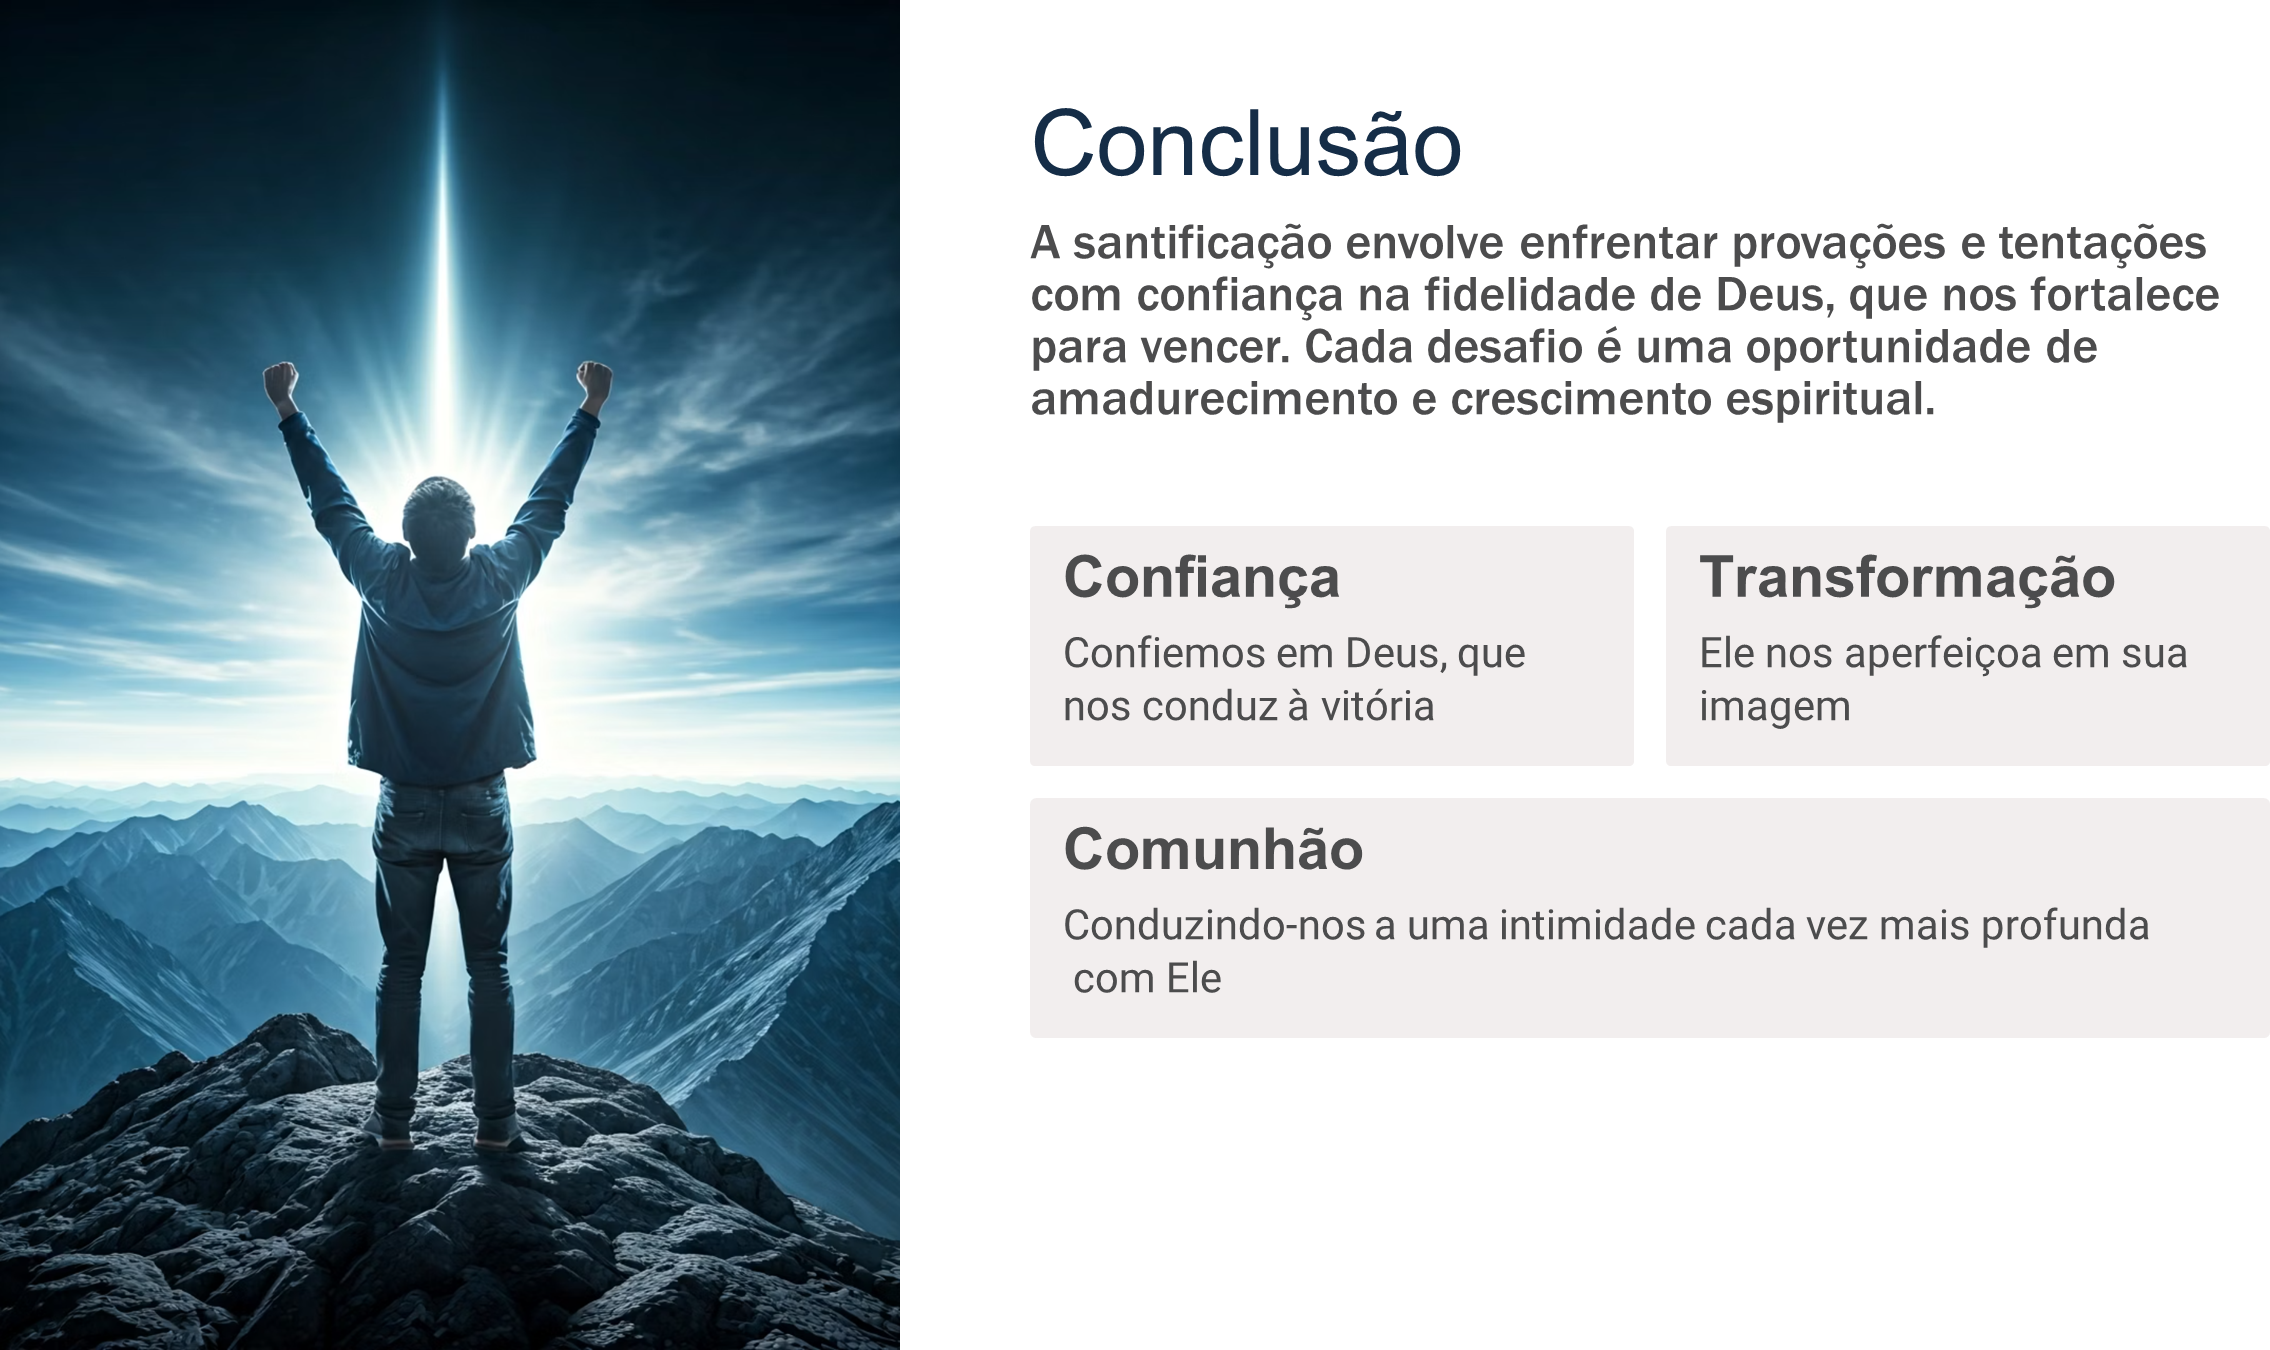 Conclusão
A santificação envolve enfrentar provações e tentações
com confiança na fidelidade de Deus, que nos fortalece
para vencer. Cada desafio é uma oportunidade de
amadurecimento e crescimento espiritual.
Confiança
Confiemos em Deus, que
nos conduz à vitória
Transformação
Ele nos aperfeiçoa em sua
imagem
Comunhão
Conduzindo-nos a uma intimidade cada vez mais profunda
com Ele